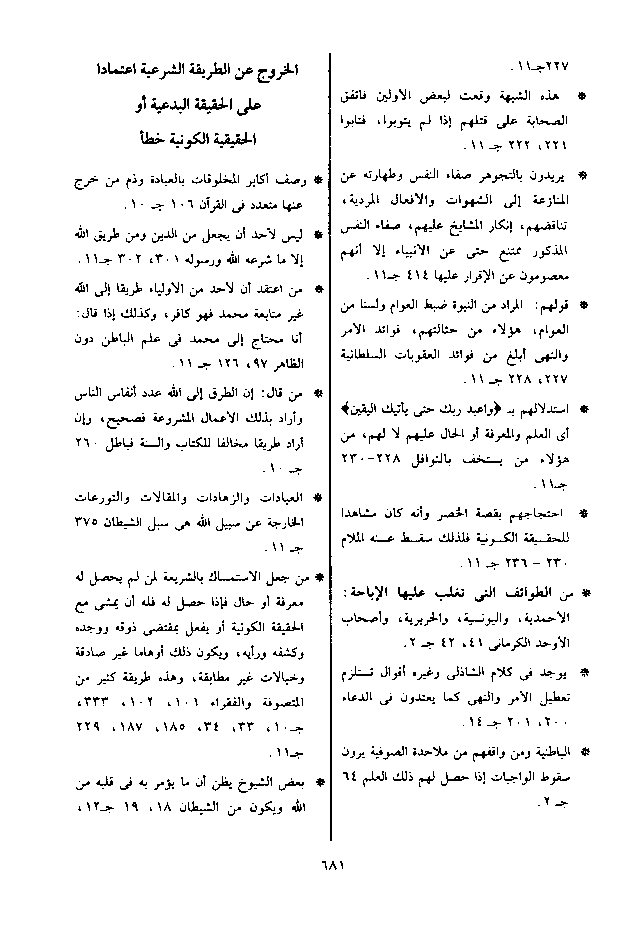 ٢٢٧جـ١١.
* هذه الشبهة وقعت لبعض الأولين فاتفق
الصحابة على قتلهم إذا لم يتوبوا، فتابوا
٢٢١، ٢٢٢ جـ ١١.
* يريدون بالتجوهر صفاء النفس وطهارته عن
المنازعة إلى الشهوات والأفعال المردية،
تناقضهم، إنكار المشايخ عليهم، صفاء النفس
المذكور ممتنع حتى عن الأنبياء إلا أنهم
معصومون عن الإقرار عليها ٤١٤ جـ١١.
* قولهم: المراد من النبوة ضبط العوام ولسنا من
العوام، هؤلاء من حثالتهم، فوائد الأمر
والنهى أبلغ من فوائد العقوبات السلطانية
٢٢٧، ٢٢٨ جـ ١١.
* استدلالهم بـ ﴿واعبد ربك حتى يأتيك اليقين﴾
أى العلم والمعرفة أو الحال عليهم لا لهم، من
هؤلاء من يستخف بالنوافل ٢٢٨-٢٣٠
جـ١١.
* احتجاجهم بقصة الخضر وأنه كان مشاهدا
للحقيقة الكونية فلذلك سقط عنه الملام
٢٣٠ – ٢٣٦ جـ ١١.
* من الطوائف التى تغلب عليها الإباحة:
الأحمدية، واليونسية، والحريرية، وأصحاب
الأوحد الكرمانى ٤١، ٤٢ جـ ٢.
* يوجد فى كلام الشاذلى وغيره أقوال تستلزم
تعطيل الأمر والنهى كما يعتدون فى الدعاء
٢٠٠، ٢٠١ جـ ١٤.
* الباطنية ومن وافقهم من ملاحدة الصوفية يرون
سقوط الواجبات إذا حصل لهم ذلك العلم ٦٤
جـ ٢.
الخروج عن الطريقة الشرعية اعتمادا
على الحقيقة البدعية أو
الحقيقية الكونية خطأ
* وصف أكابر المخلوقات بالعبادة وذم من خرج
عنها متعدد فى القرآن ١٠٦ جـ ١٠.
* ليس لأحد أن يجعل من الدين ومن طريق الله
إلا ما شرعه الله ورسوله ٣٠١، ٣٠٢ جـ١١.
* من اعتقد أن لأحد من الأولياء طريقا إلى الله
غير متابعة محمد فهو كافر، وكذلك إذا قال:
أنا محتاج إلى محمد فى علم الباطن دون
الظاهر ٩٧، ١٢٦ جـ ١١.
* من قال: إن الطرق إلى الله عدد أنفاس الناس
وأراد بذلك الأعمال المشروعة فصحيح، وإن
أراد طريقا مخالفا للكتاب والسنة فباطل ٢٦٠
جـ ١٠.
* العبادات والزهادات والمقالات والتورعات
الخارجة عن سبيل الله هى سبل الشيطان ٣٧٥
جـ ١١.
* من جعل الاستمساك بالشريعة لمن لم يحصل له
معرفة أو حال فإذا حصل له فله أن يمشى مع
الحقيقة الكونية أو يفعل بمقتضى ذوقه ووجده
وكشفه ورأيه، ويكون ذلك أوهاما غير صادقة
وخيالات غير مطابقة، وهذه طريقة كثير من
المتصوفة والفقراء ١٠١، ١٠٢، ٣٣٣،
جـ١٠، ٣٣، ٣٤، ١٨٥، ١٨٧، ٢٢٩
جـ١١.
* بعض الشيوخ يظن أن ما يؤمر به فى قلبه من
الله ويكون من الشيطان ١٨، ١٩ جـ١٢،
٦٨١